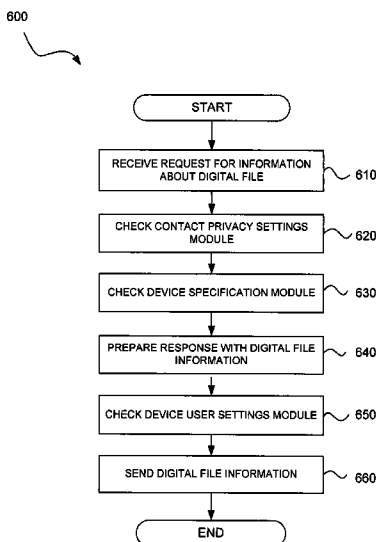 600
START
RECEIVE REQUEST FOR INFORMATION
ABOUT DIGITAL FILE
610
CHECK CONTACT PRIVACY SETTINGS
MODULE
620
CHECK DEVICE SPECIFICATION MODULE
630
PREPARE RESPONSE WITH DIGITAL FILE
INFORMATION
640
CHECK DEVICE USER SETTINGS MODULE
650
SEND DIGITAL FILE INFORMATION
660
END